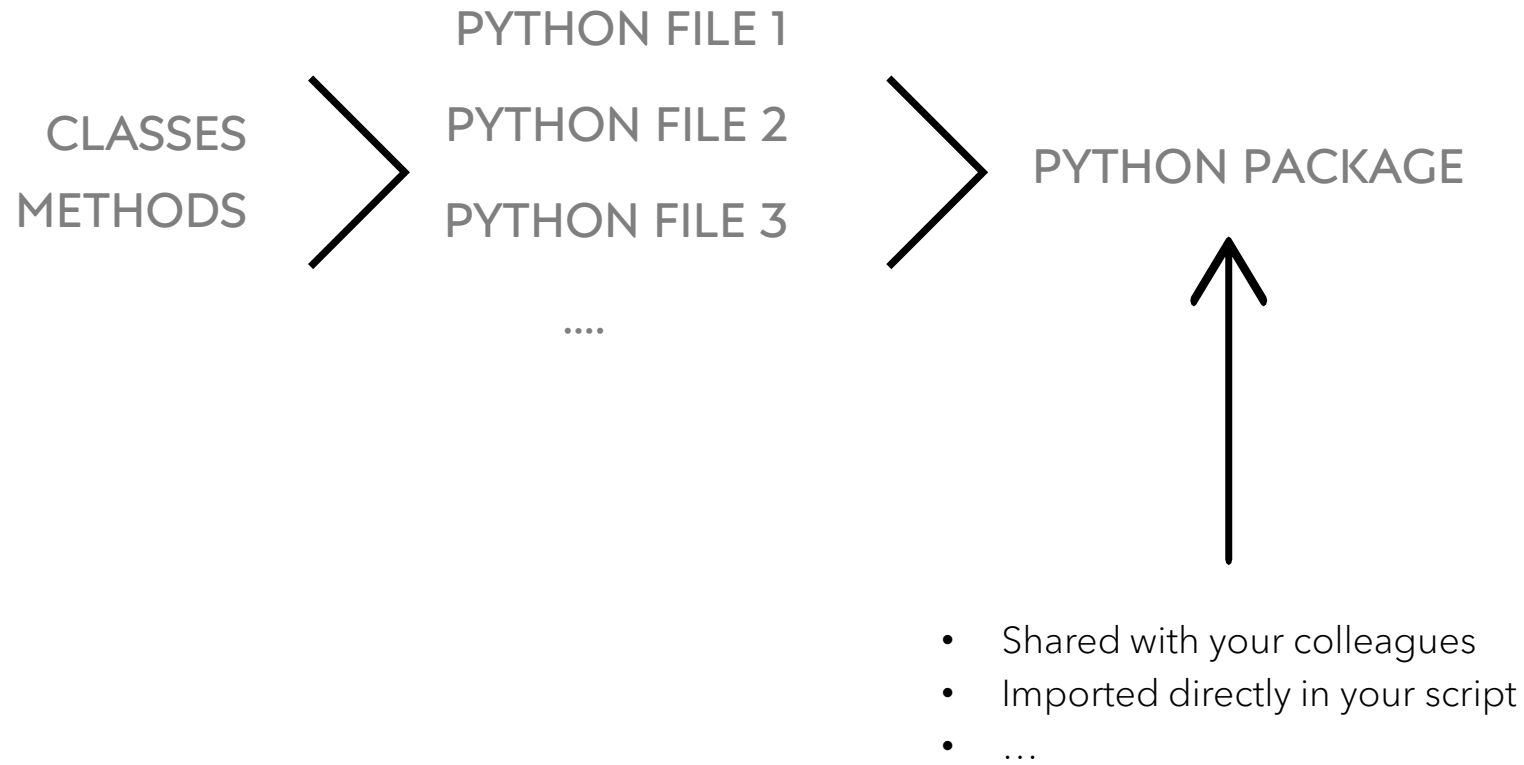 CLASSES
METHODS
PYTHON FILE 1
PYTHON FILE 2
PYTHON FILE 3
....
PYTHON PACKAGE
• Shared with your colleagues
• Imported directly in your script
• …